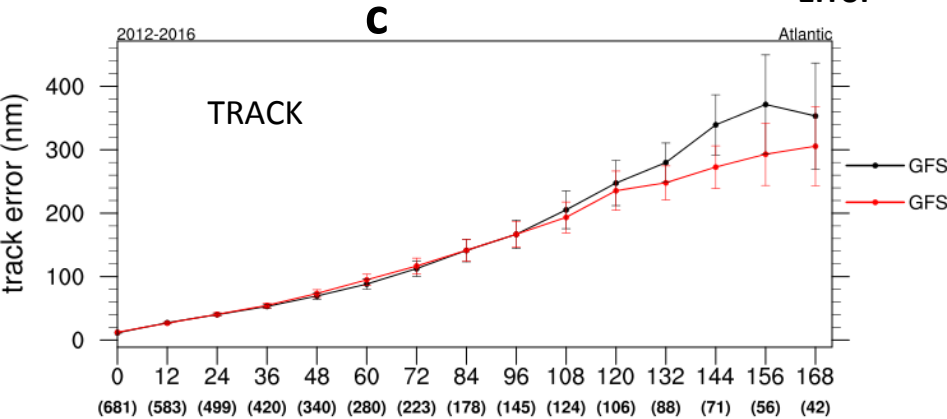 C
2012-2016 Atlantic
TRACK
track error (nm)
400
300
200
100
0
GFS
GFS
0 12 24 36 48 60 72 84 96 108 120 132 144 156 168
(681) (583) (499) (420) (340) (280) (223) (178) (145) (124) (106) (88) (71) (56) (42)